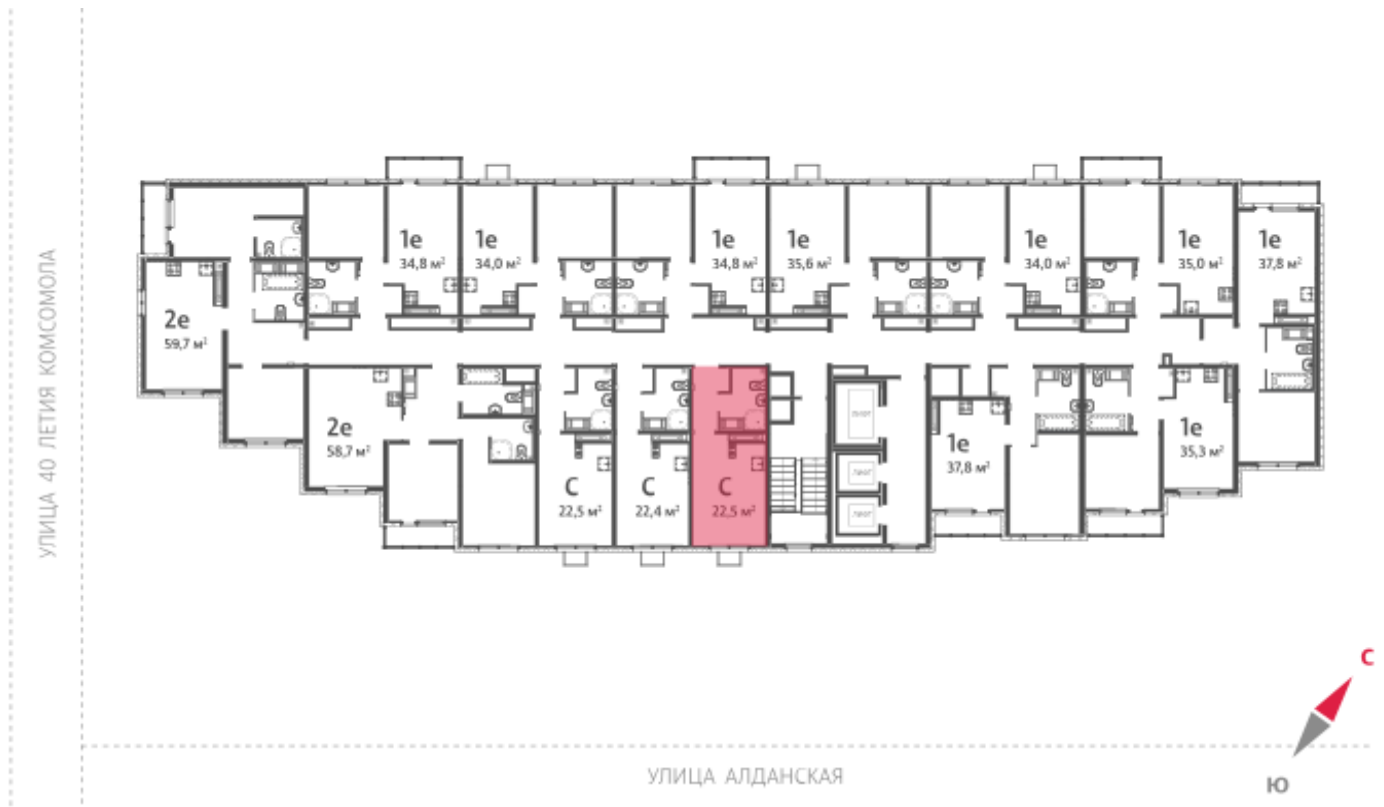 УЛИЦА 40 ЛЕТИЯ КОМСОМОЛА
1е
34,8 м²
1е
34,0 м²
1е
34,8 м²
1е
35,6 м²
1е
34,0 м²
1е
35,0 м²
1е
37,8 м²
2е
59,7 м²
2е
58,7 м²
С
22,5 м²
С
22,4 м²
С
22,5 м²
ЛИФТ
ЛИФТ
ЛИФТ
1е
37,8 м²
1е
35,3 м²
С
Ю
УЛИЦА АЛДАНСКАЯ